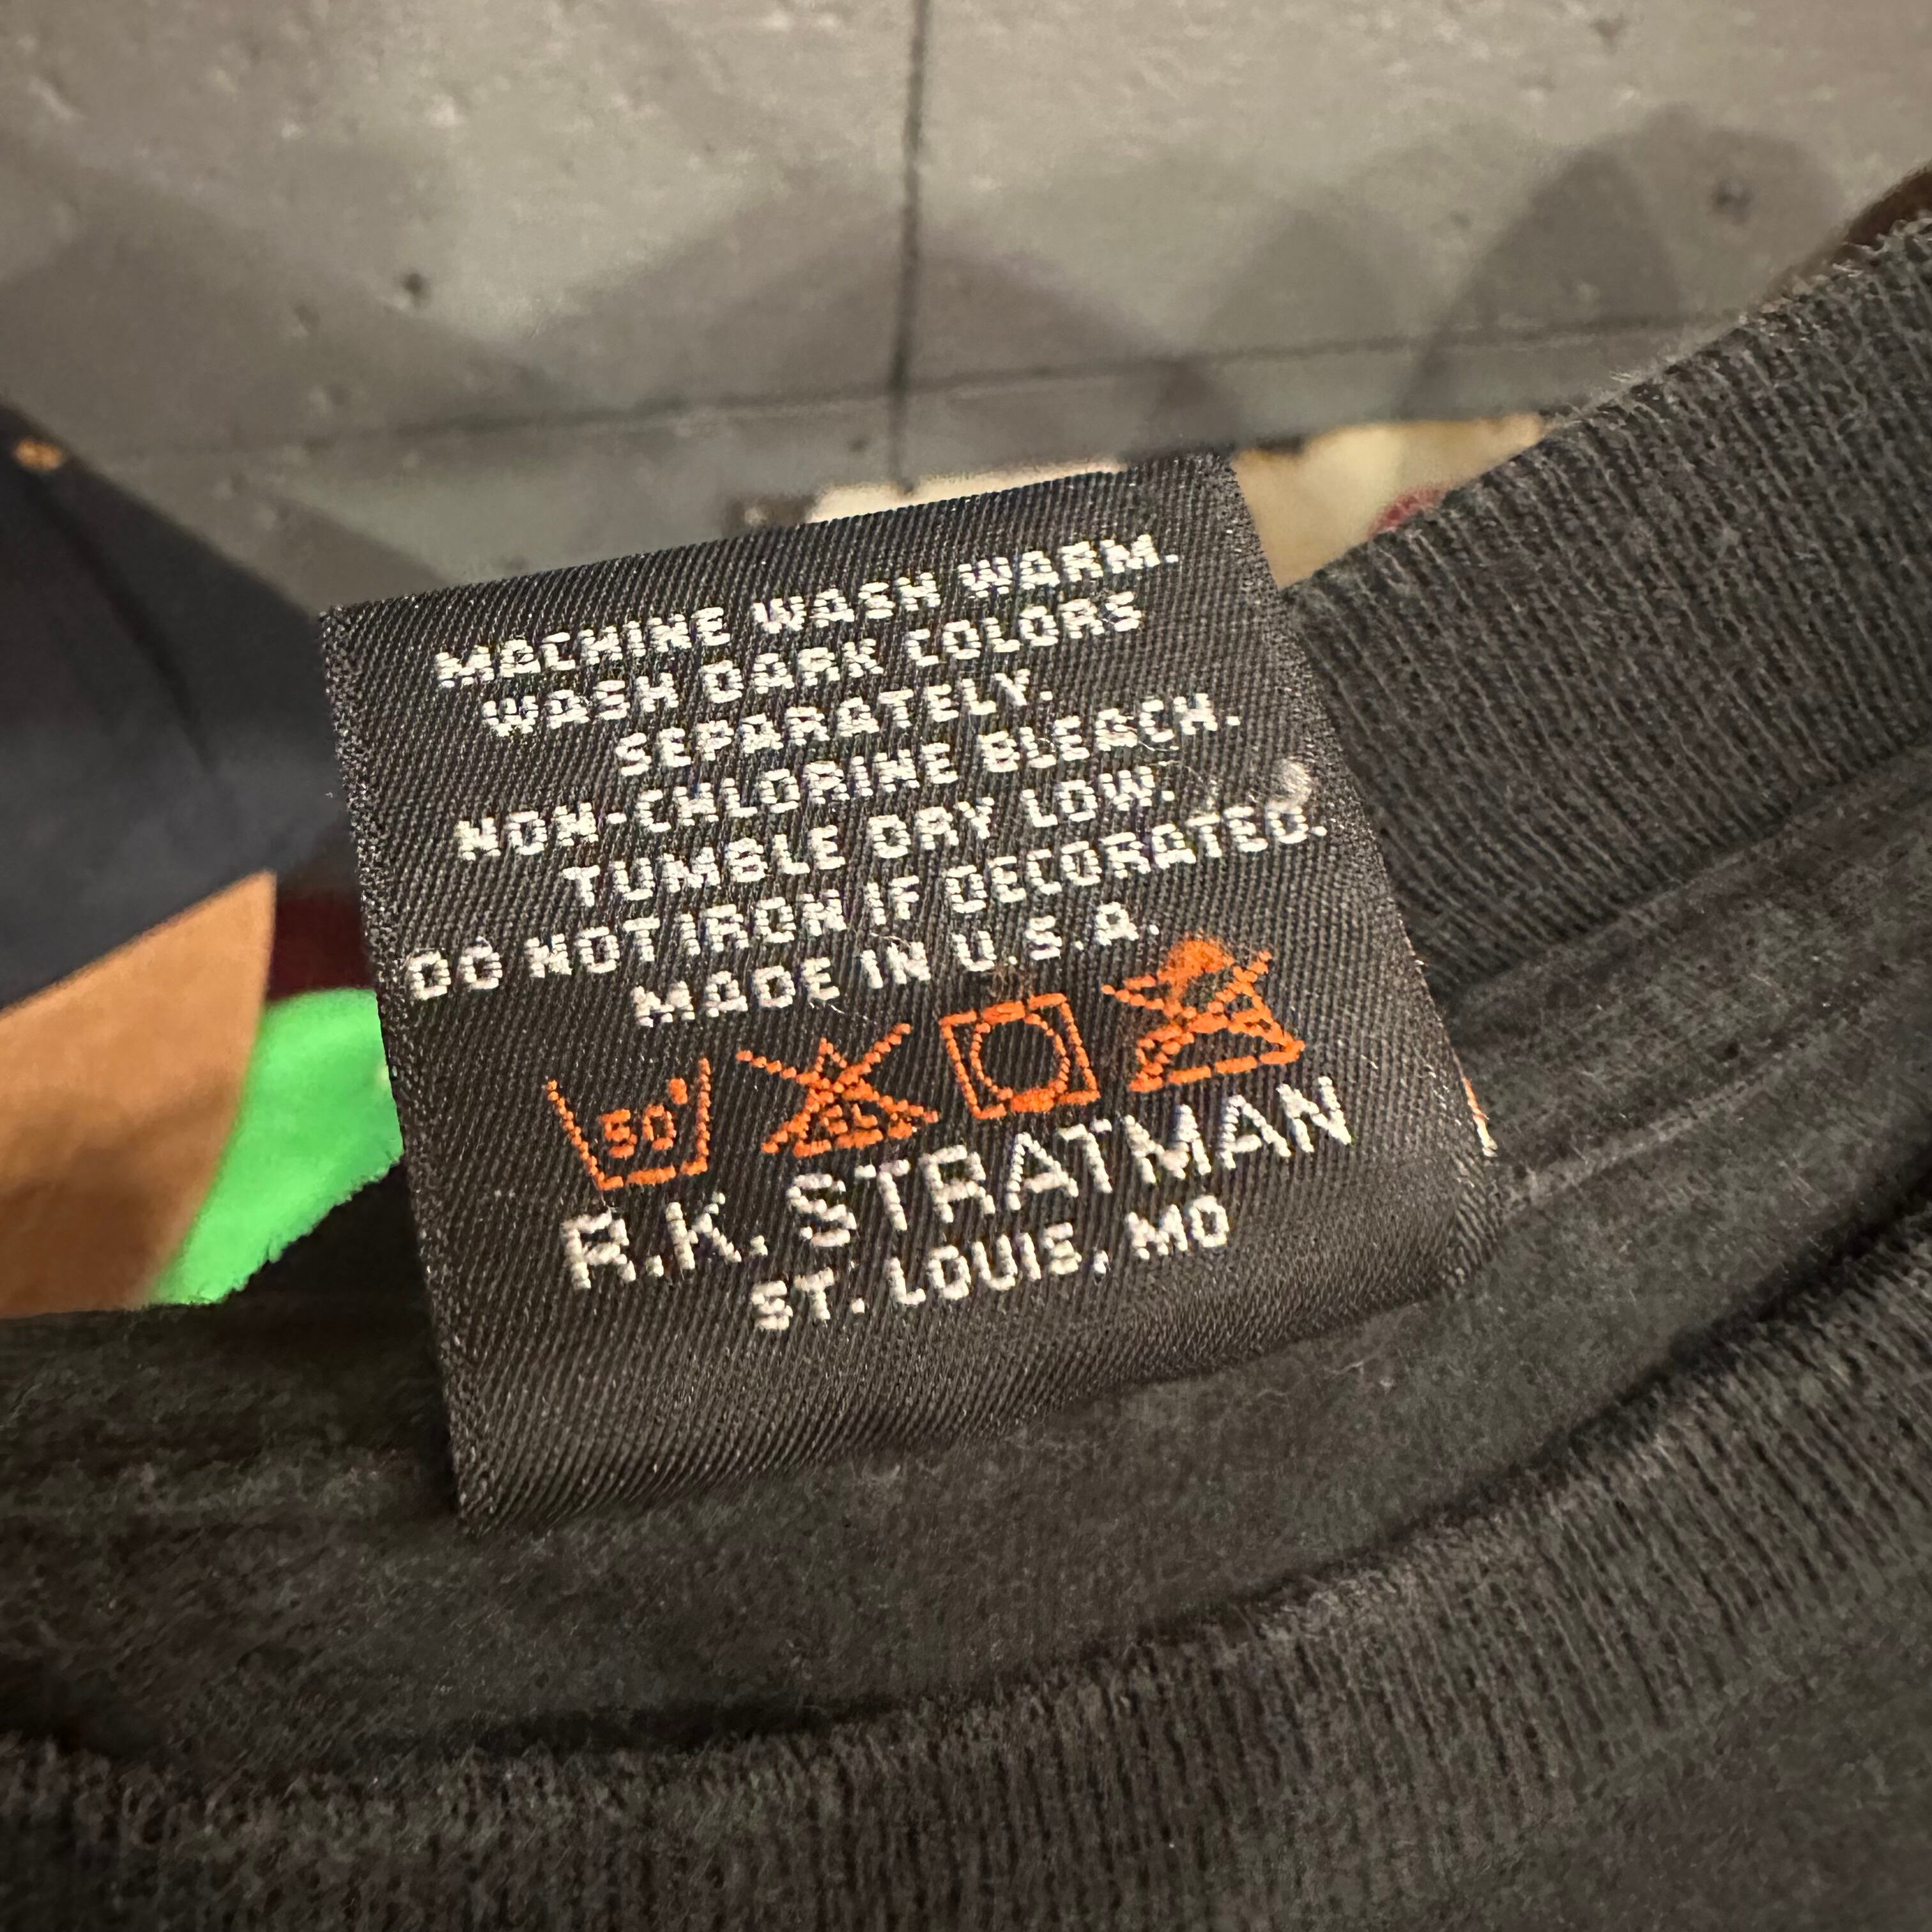 MACHINE WASH WARM.
WASH DARK COLORS
SEPARATELY.
NON-CHLORINE BLEACH.
TUMBLE DRY LOW.
DO NOT IRON IF DECORATED.
MADE IN U.S.A.
50° CL
R.K. STRATMAN
ST. LOUIS, MO